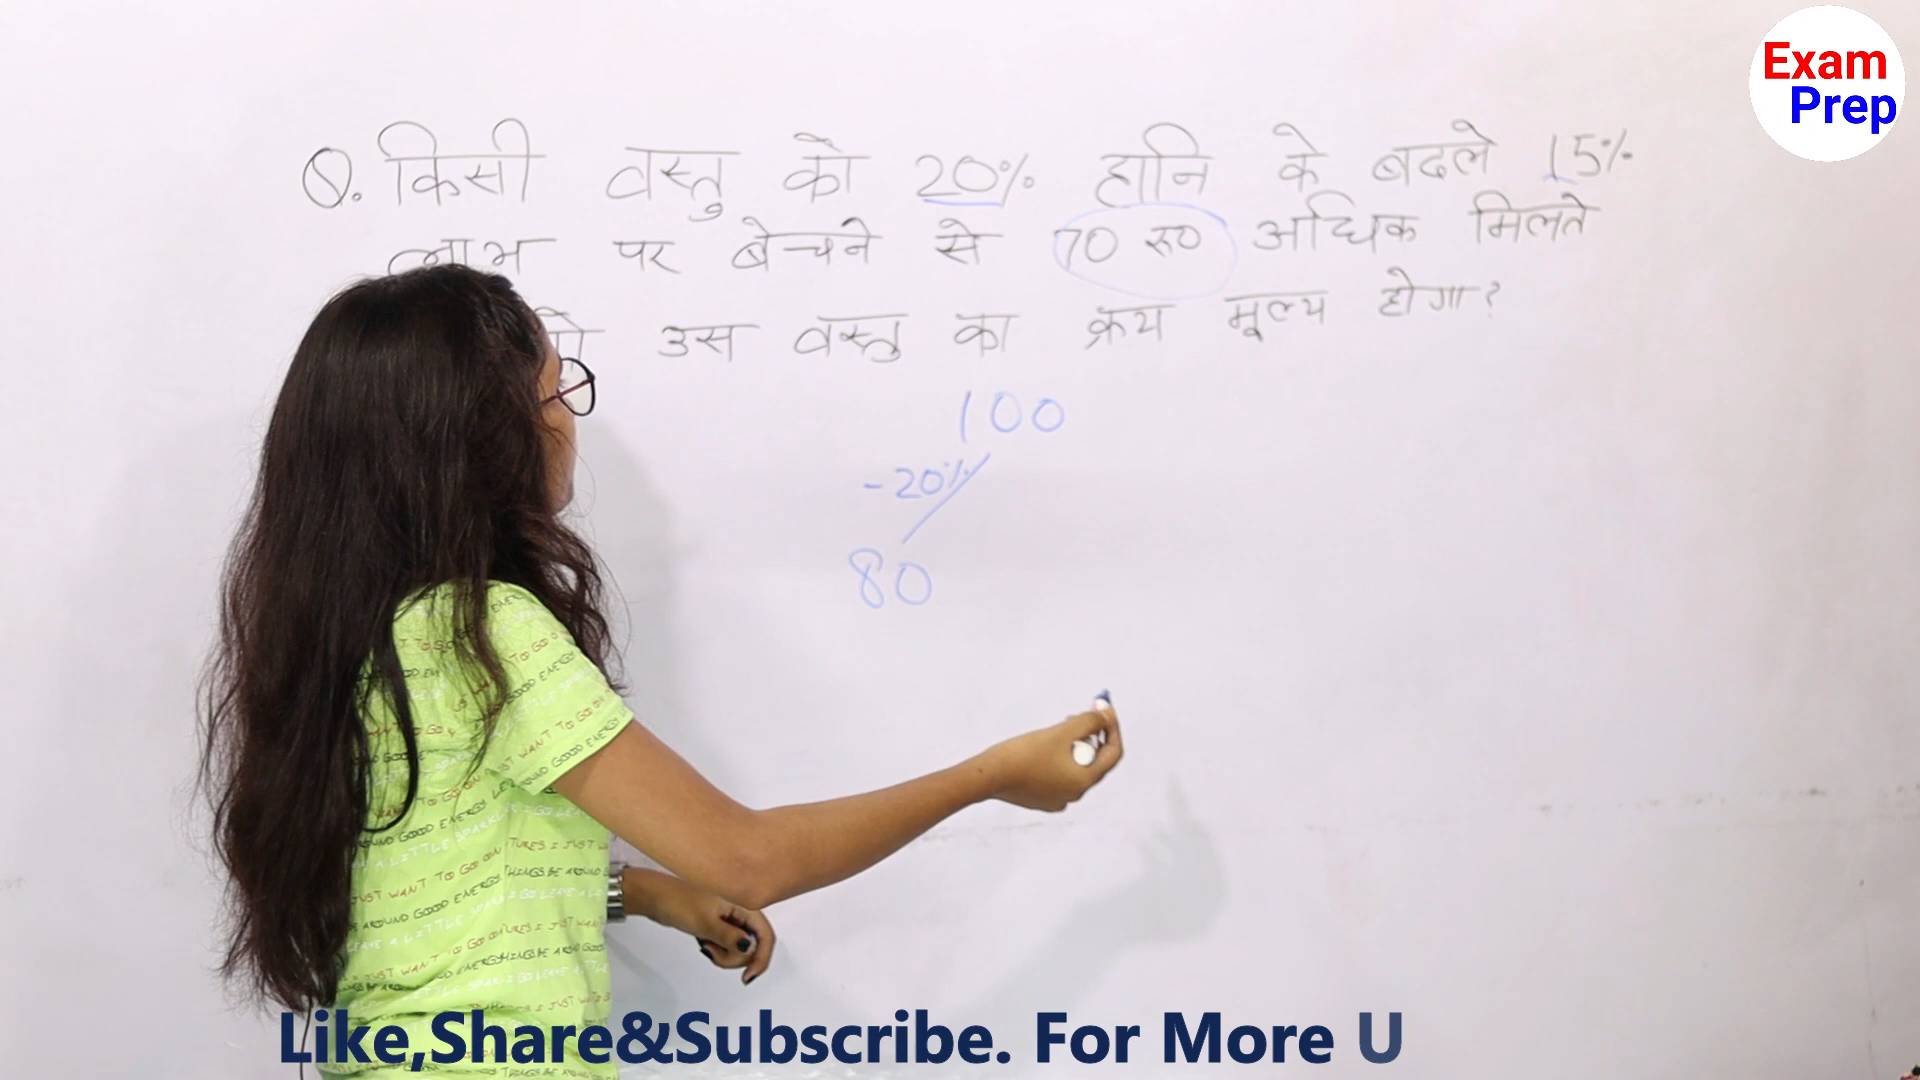 Exam
Prep
Q. किसी वस्तु को 20% हानि के बदले 15%
लाभ पर बेचने से 70 रु० अधिक मिलते
उस वस्तु का क्रय मूल्य होगा?
100
-20%
80
Like,Share&Subscribe. For More U